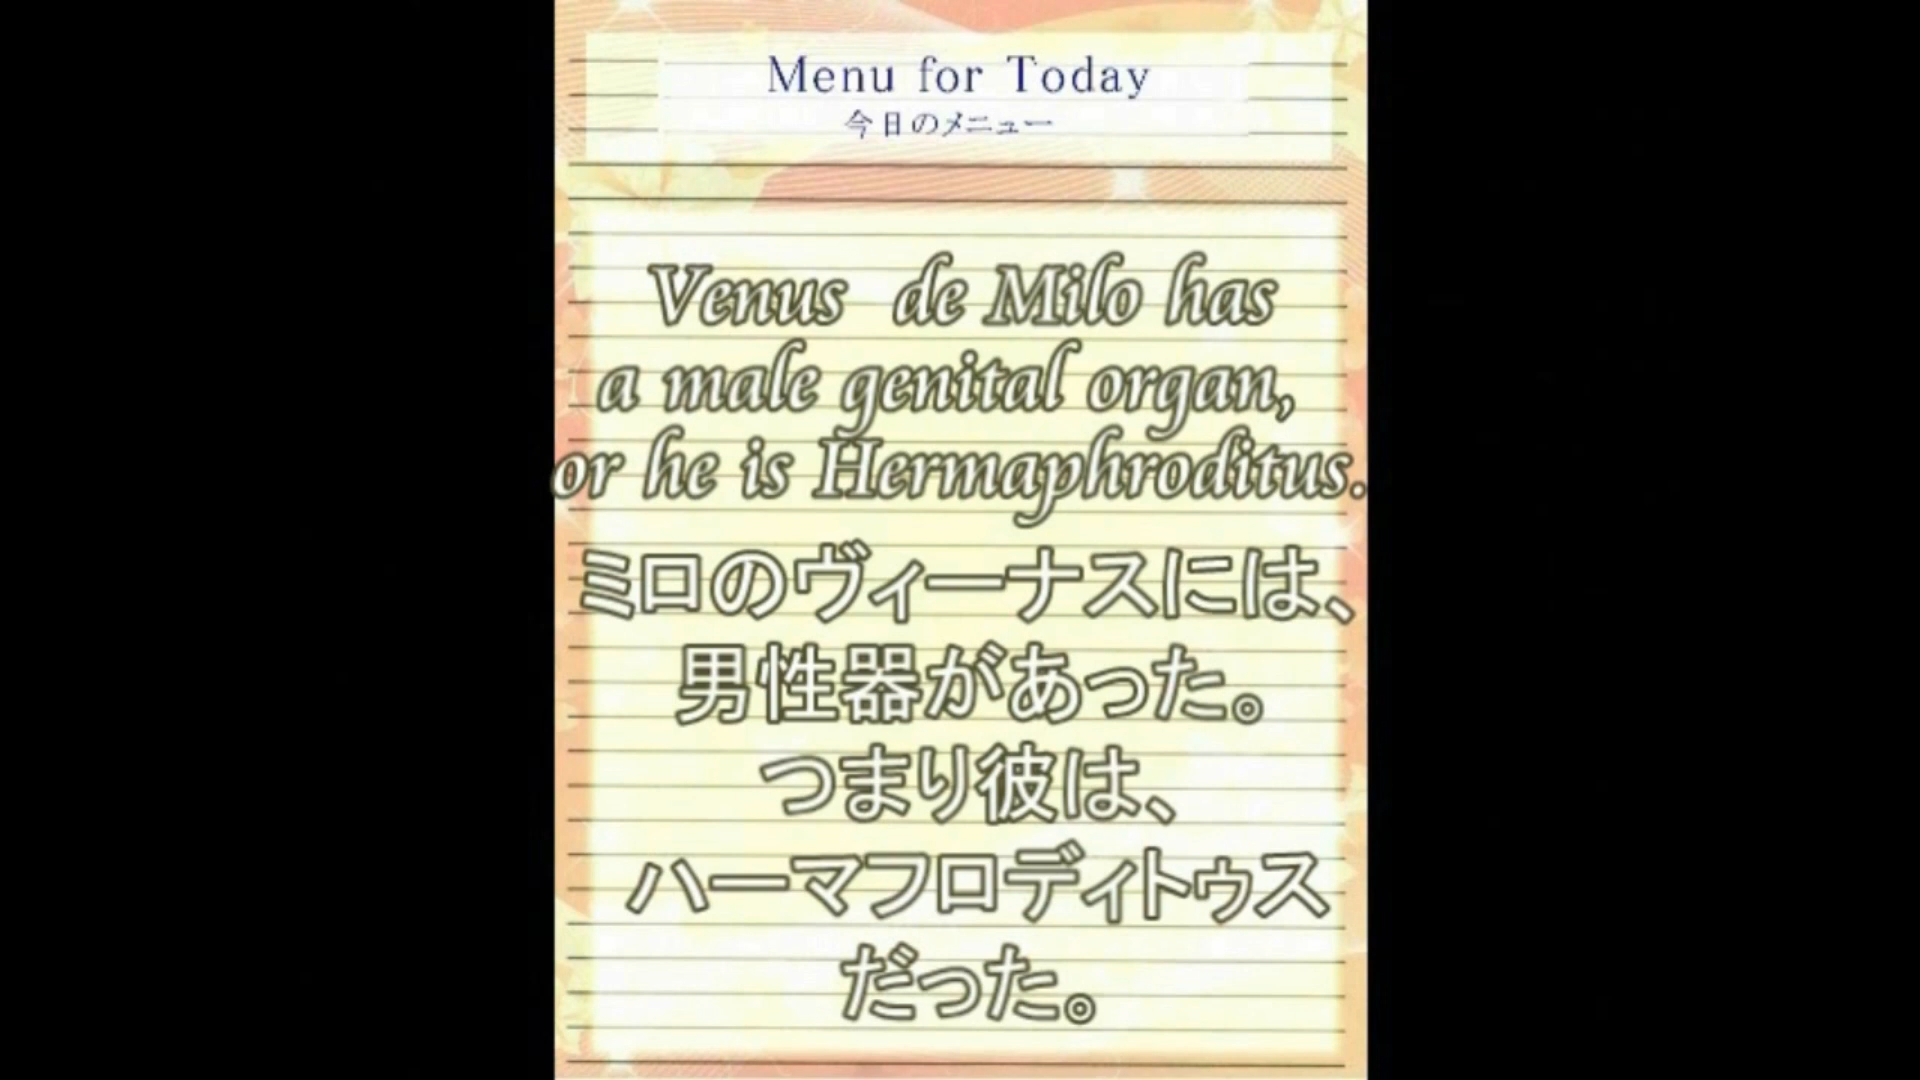 Menu for Today
今日のメニュー
Venus de Milo has
a male genital organ,
or he is Hermaphroditus.
ミロのヴィーナスには、
男性器があった。
つまり彼は、
ハーマフロディトゥス
だった。